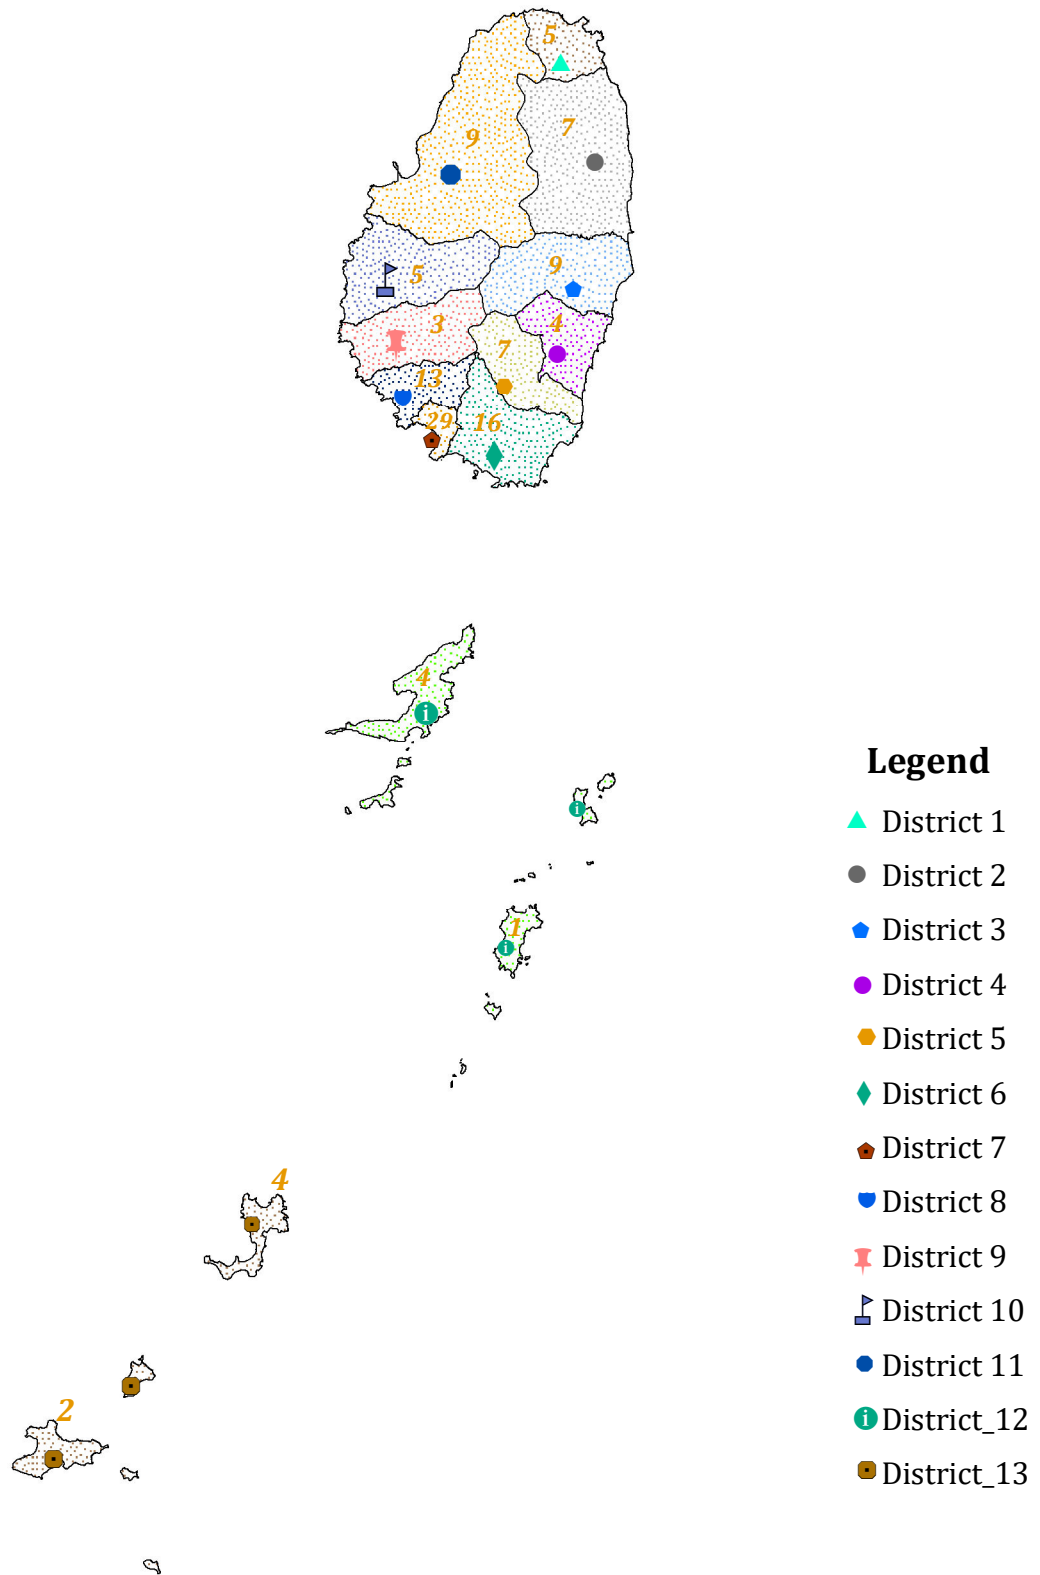 5
7
9
9
5
3
4
7
13
29
16
4
1
4
2
Legend
District 1
District 2
District 3
District 4
District 5
District 6
District 7
District 8
District 9
District 10
District 11
District_12
District_13
i
i
i
i